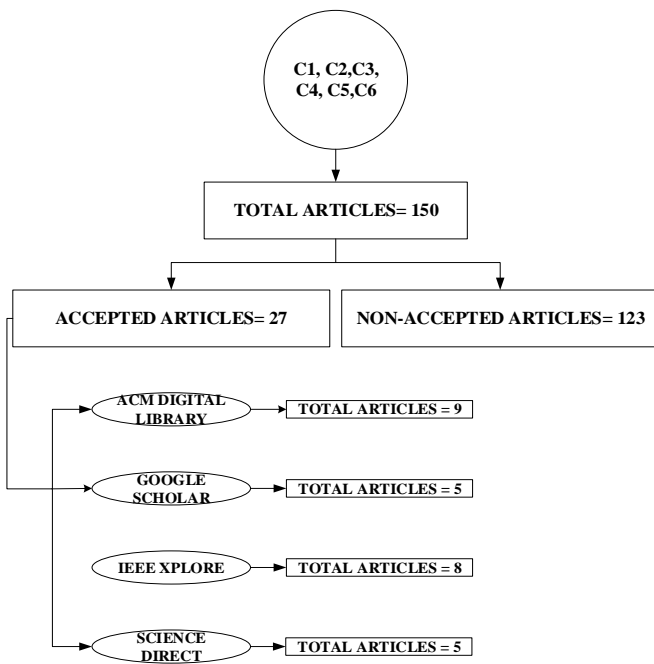 C1, C2,C3,
C4, C5,C6
TOTAL ARTICLES= 150
ACCEPTED ARTICLES= 27
NON-ACCEPTED ARTICLES= 123
ACM DIGITAL
LIBRARY
TOTAL ARTICLES = 9
GOOGLE
SCHOLAR
TOTAL ARTICLES = 5
IEEE XPLORE
TOTAL ARTICLES = 8
SCIENCE
DIRECT
TOTAL ARTICLES = 5